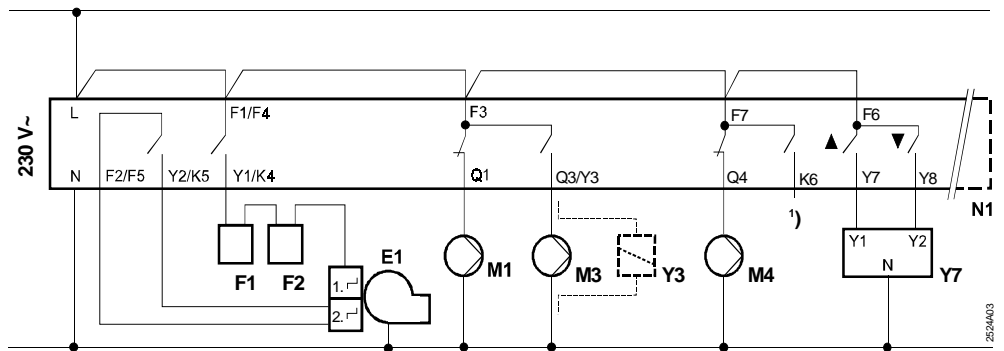 230 V~
L F1/F4 F3 F7 F6
▲ ▼
N F2/F5 Y2/K5 Y1/K4 Q1 Q3/Y3 Q4 K6 Y7 Y8
N1
¹)
Y1 Y2
N
F1 F2 E1 M1 M3 Y3 M4 Y7
1.
2.
2524A03